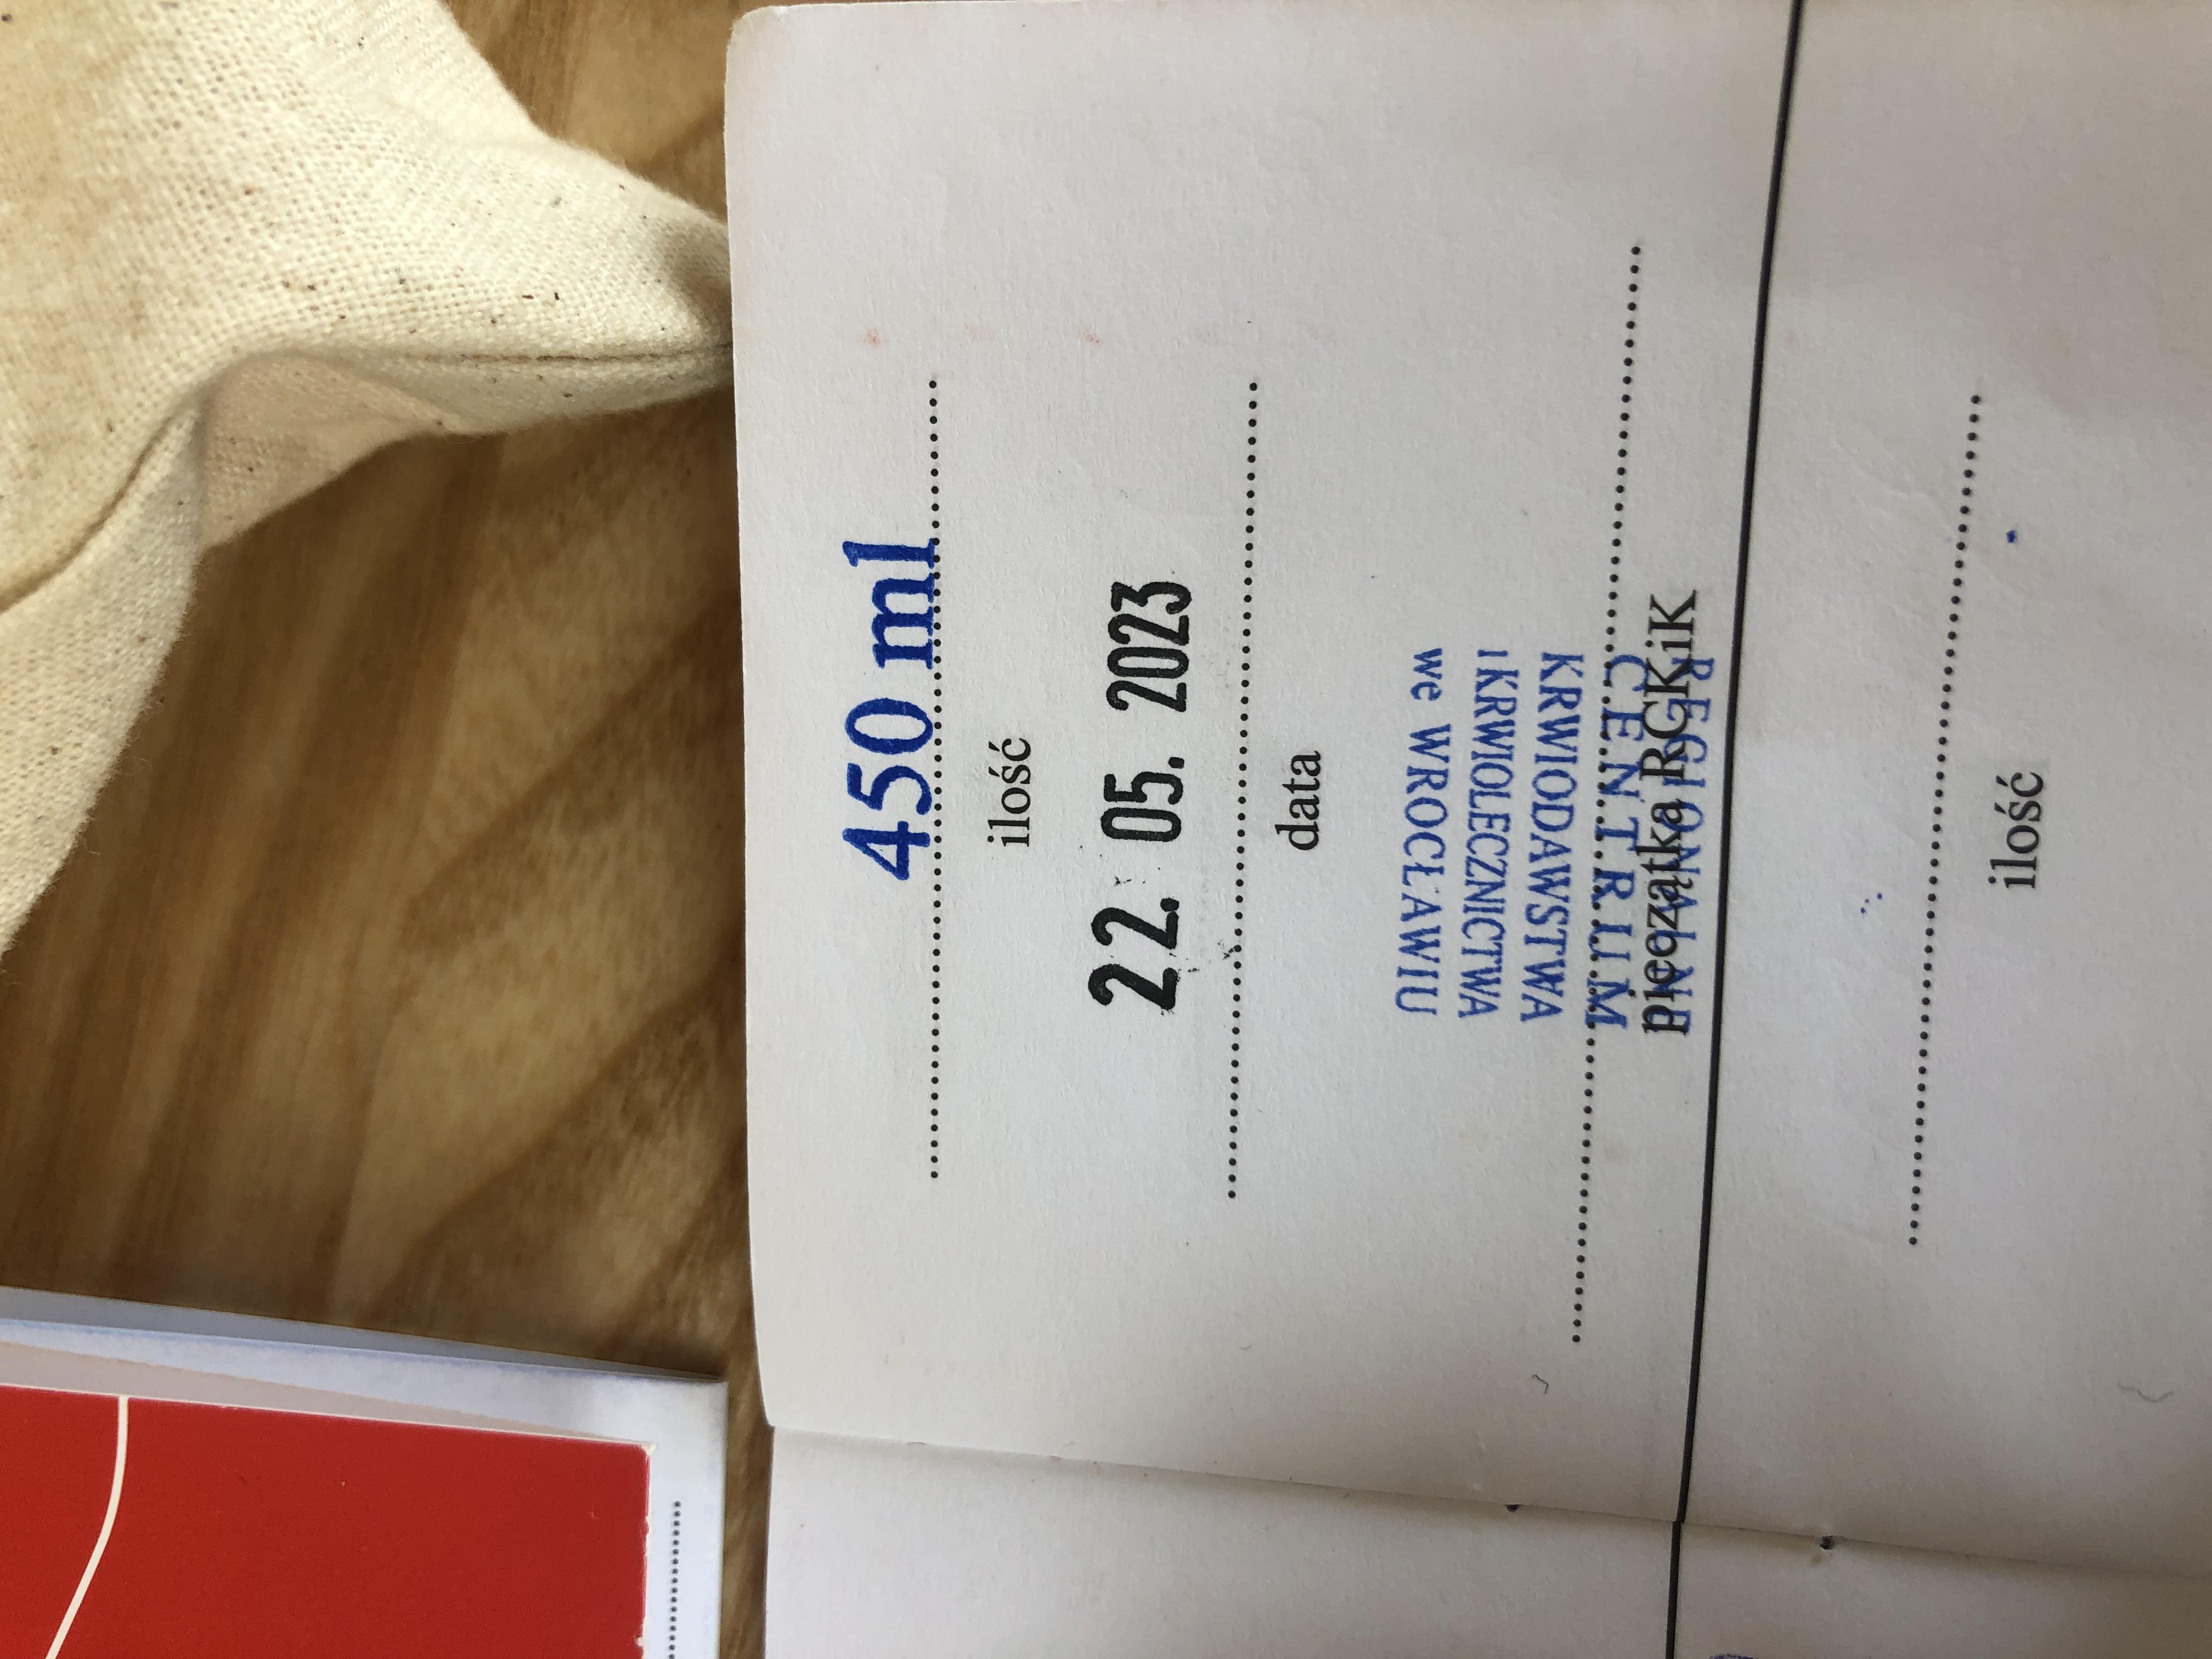 450 ml
ilość
22. 05. 2023
data
pieczątka RCKiK
REGIONALNE
CENTRUM
KRWIODAWSTWA
i KRWIOLECZNICTWA
we WROCŁAWIU
ilość